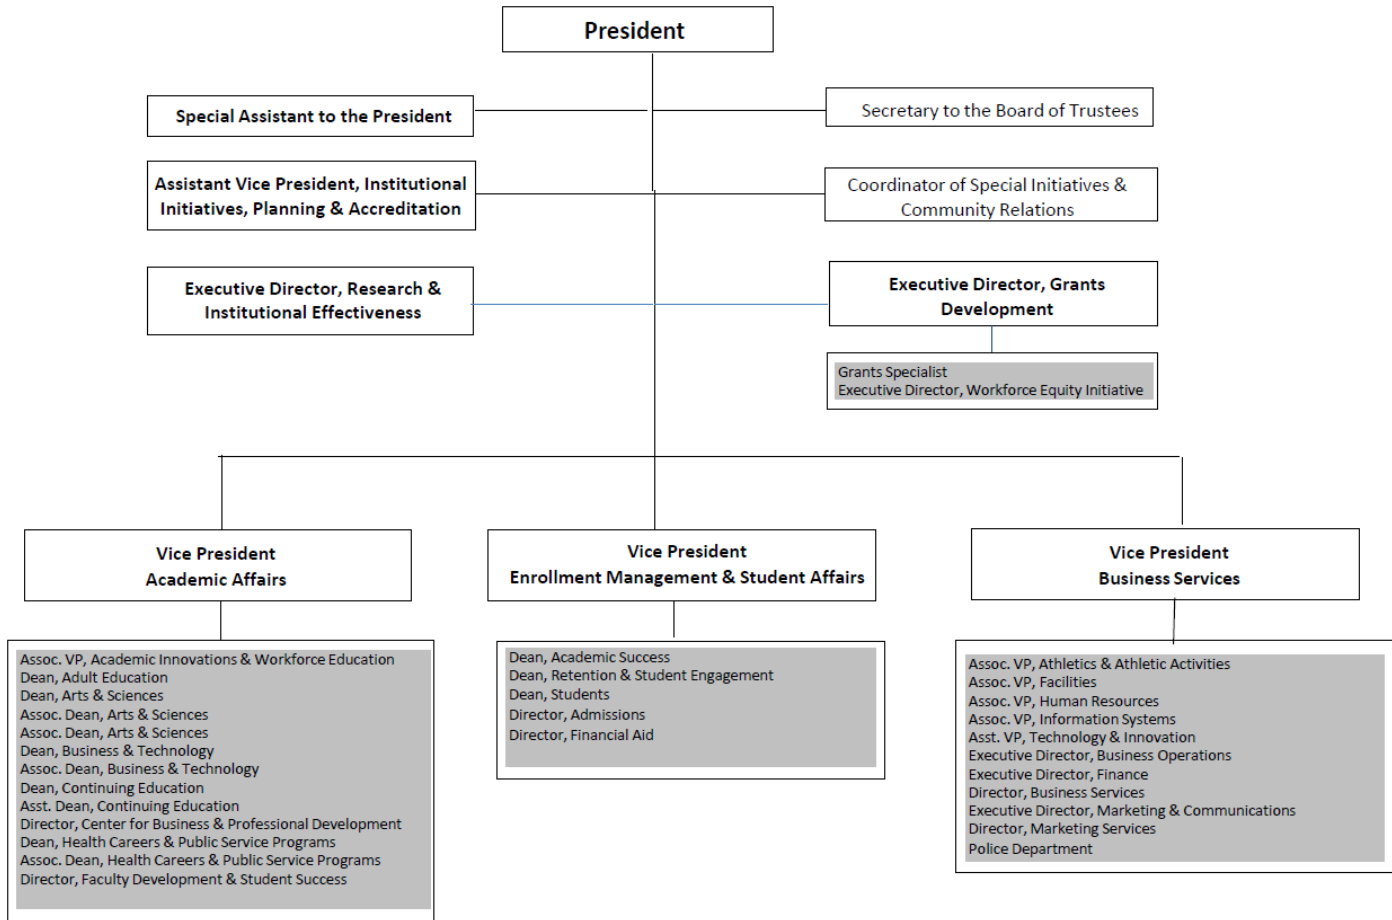 President
Special Assistant to the President
Secretary to the Board of Trustees
Assistant Vice President, Institutional
Initiatives, Planning & Accreditation
Coordinator of Special Initiatives &
Community Relations
Executive Director, Research &
Institutional Effectiveness
Executive Director, Grants
Development
Grants Specialist
Executive Director, Workforce Equity Initiative
Vice President
Academic Affairs
Vice President
Enrollment Management & Student Affairs
Vice President
Business Services
Assoc. VP, Academic Innovations & Workforce Education
Dean, Adult Education
Dean, Arts & Sciences
Assoc. Dean, Arts & Sciences
Assoc. Dean, Arts & Sciences
Dean, Business & Technology
Assoc. Dean, Business & Technology
Dean, Continuing Education
Asst. Dean, Continuing Education
Director, Center for Business & Professional Development
Dean, Health Careers & Public Service Programs
Assoc. Dean, Health Careers & Public Service Programs
Director, Faculty Development & Student Success
Dean, Academic Success
Dean, Retention & Student Engagement
Dean, Students
Director, Admissions
Director, Financial Aid
Assoc. VP, Athletics & Athletic Activities
Assoc. VP, Facilities
Assoc. VP, Human Resources
Assoc. VP, Information Systems
Asst. VP, Technology & Innovation
Executive Director, Business Operations
Executive Director, Finance
Director, Business Services
Executive Director, Marketing & Communications
Director, Marketing Services
Police Department